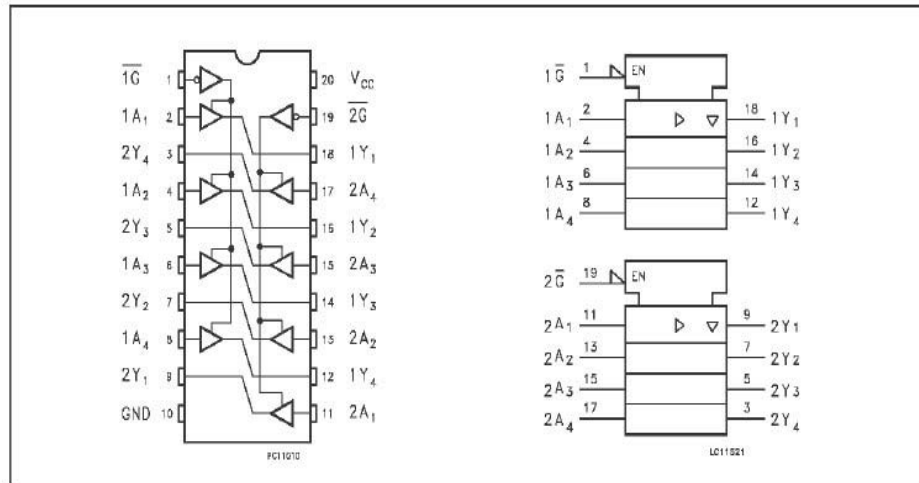 1G 1 20 VCC
1A1 2 19 2G
2Y4 3 18 1Y1
1A2 4 17 2A4
2Y3 5 16 1Y2
1A3 6 15 2A3
2Y2 7 14 1Y3
1A4 8 13 2A2
2Y1 9 12 1Y4
GND 10 11 2A1
1G 1 EN
1A1 2 18 1Y1
1A2 4 16 1Y2
1A3 6 14 1Y3
1A4 8 12 1Y4
2G 19 EN
2A1 11 9 2Y1
2A2 13 7 2Y2
2A3 15 5 2Y3
2A4 17 3 2Y4
LC11521